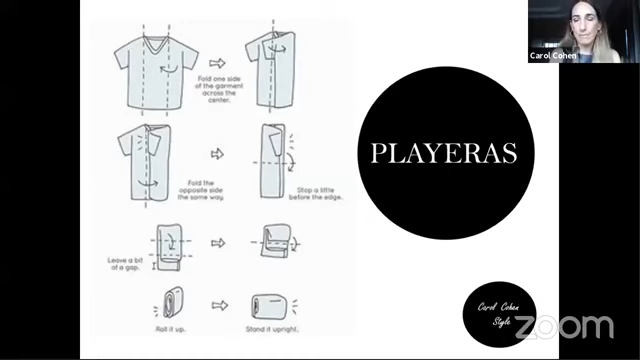 Carol Cohen
Fold one side
of the garment
across the
center.
PLAYERAS
Fold the
opposite side
the same way.
Stop a little
before the edge.
Leave a bit
of a gap.
Roll it up.
Stand it upright.
Carol Cohen
Style
zoom